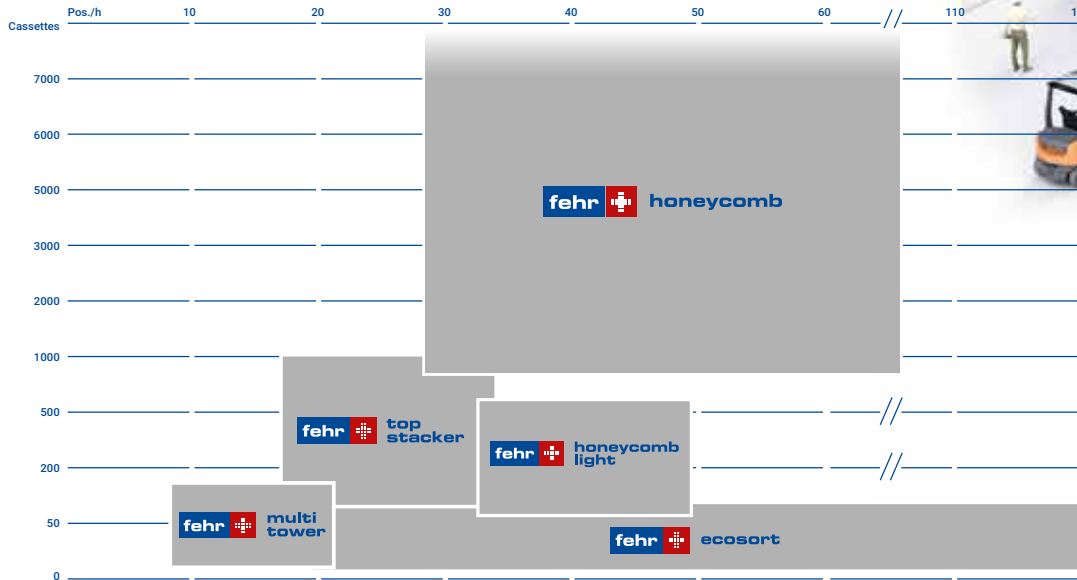 Pos./h 10 20 30 40 50 60 110 1
Cassettes
7000
6000
5000
fehr honeycomb
3000
2000
1000
500
fehr top
stacker
fehr honeycomb
light
200
50
fehr multi
tower
fehr ecosort
0